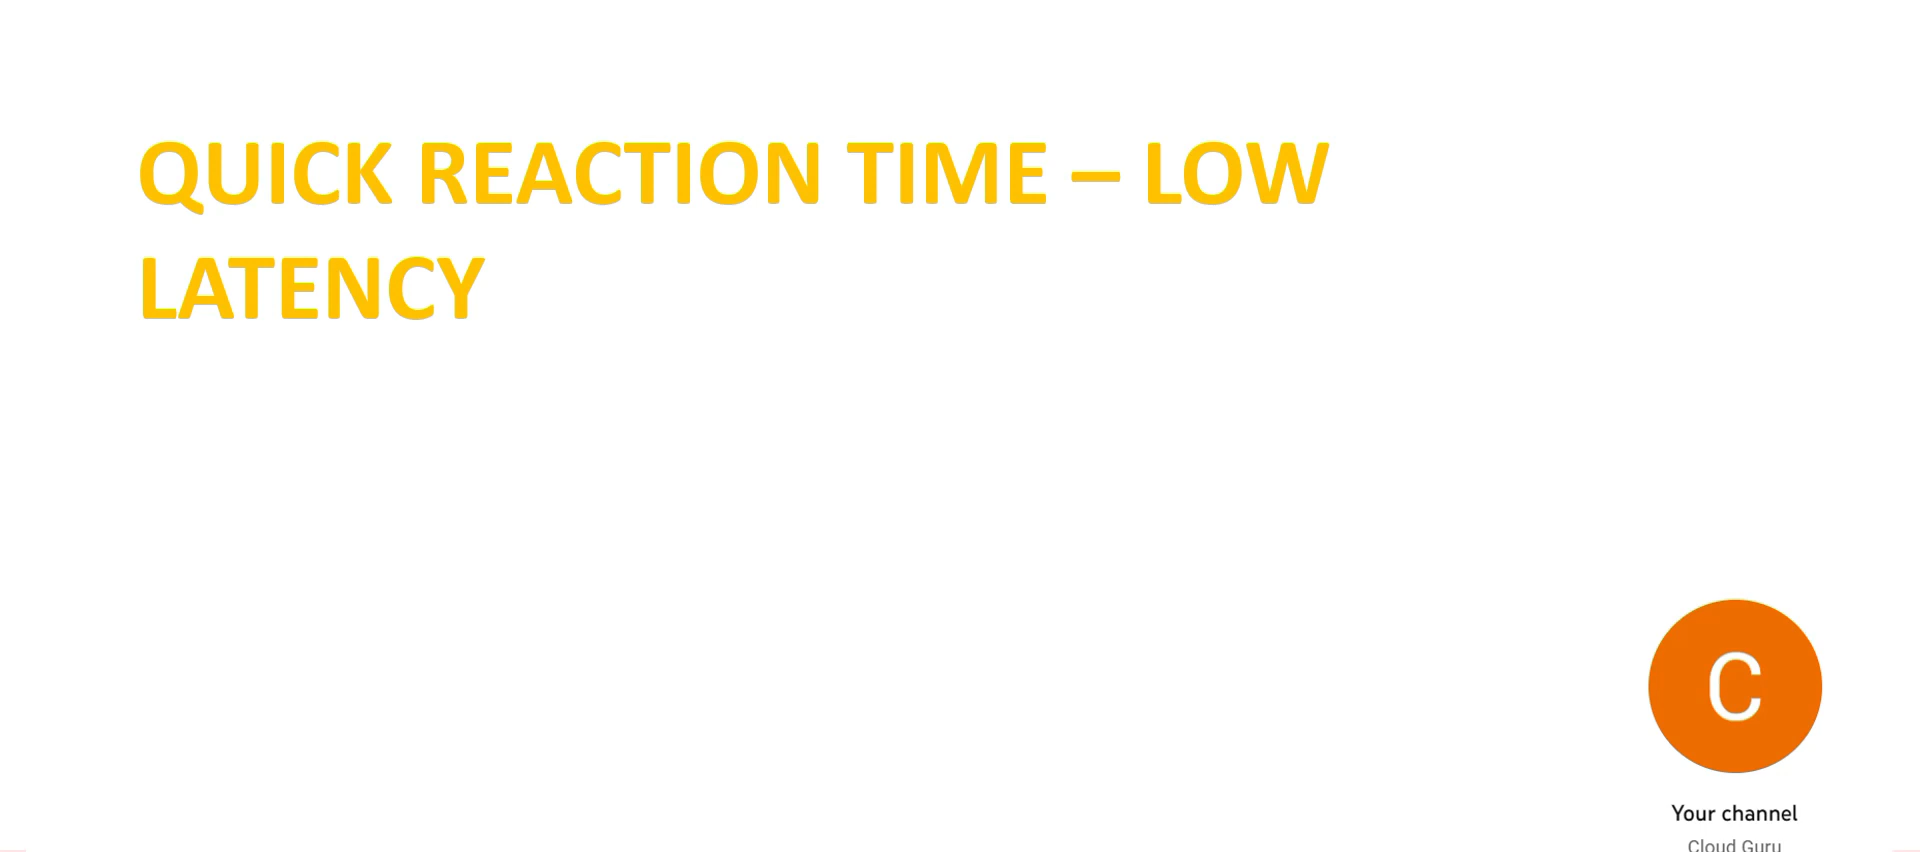 QUICK REACTION TIME – LOW
LATENCY
C
Your channel
Cloud Guru